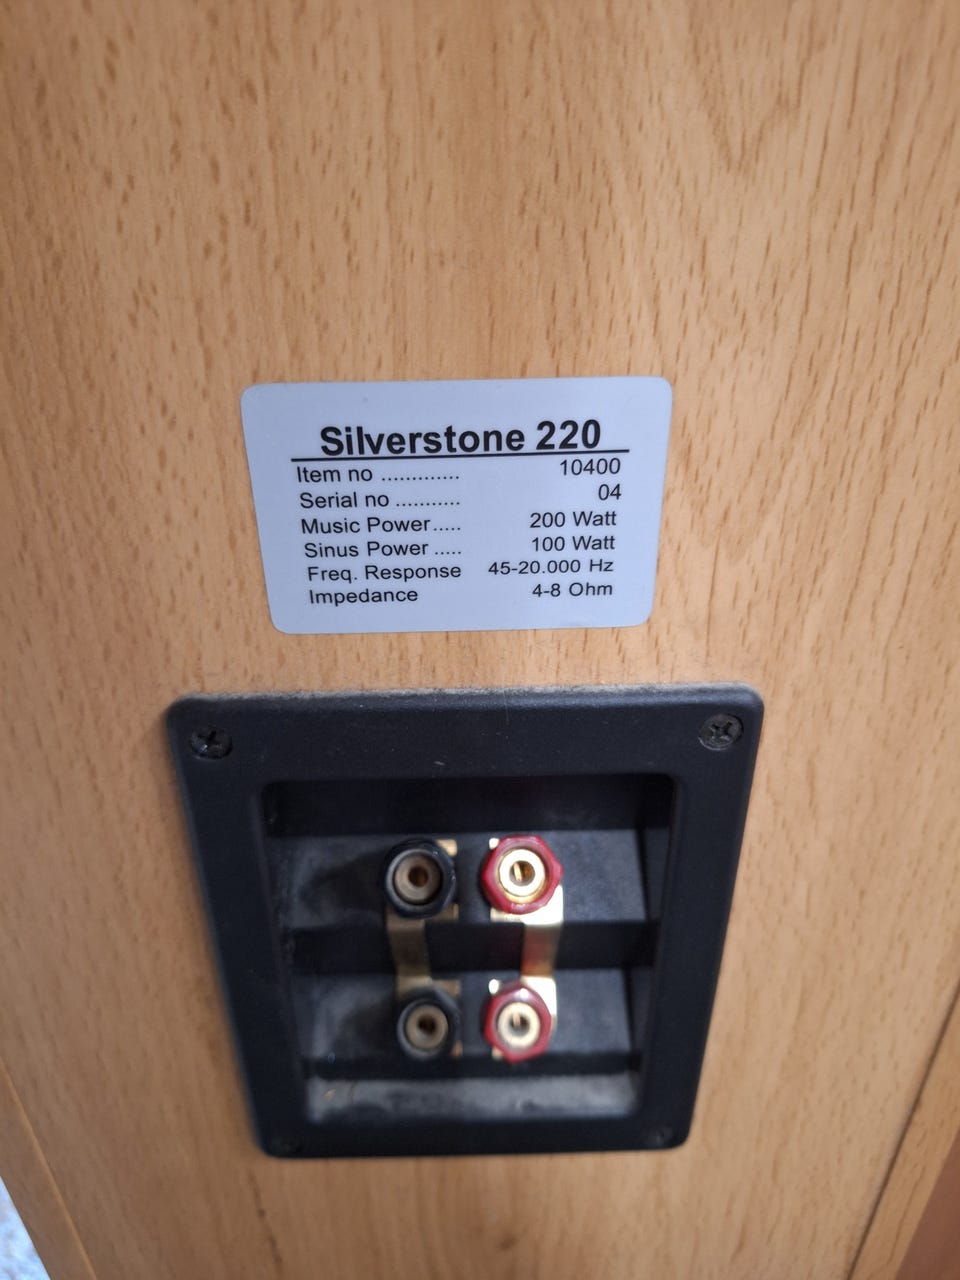 Silverstone 220
Item no ............. 10400
Serial no ........... 04
Music Power..... 200 Watt
Sinus Power ..... 100 Watt
Freq. Response 45-20.000 Hz
Impedance 4-8 Ohm